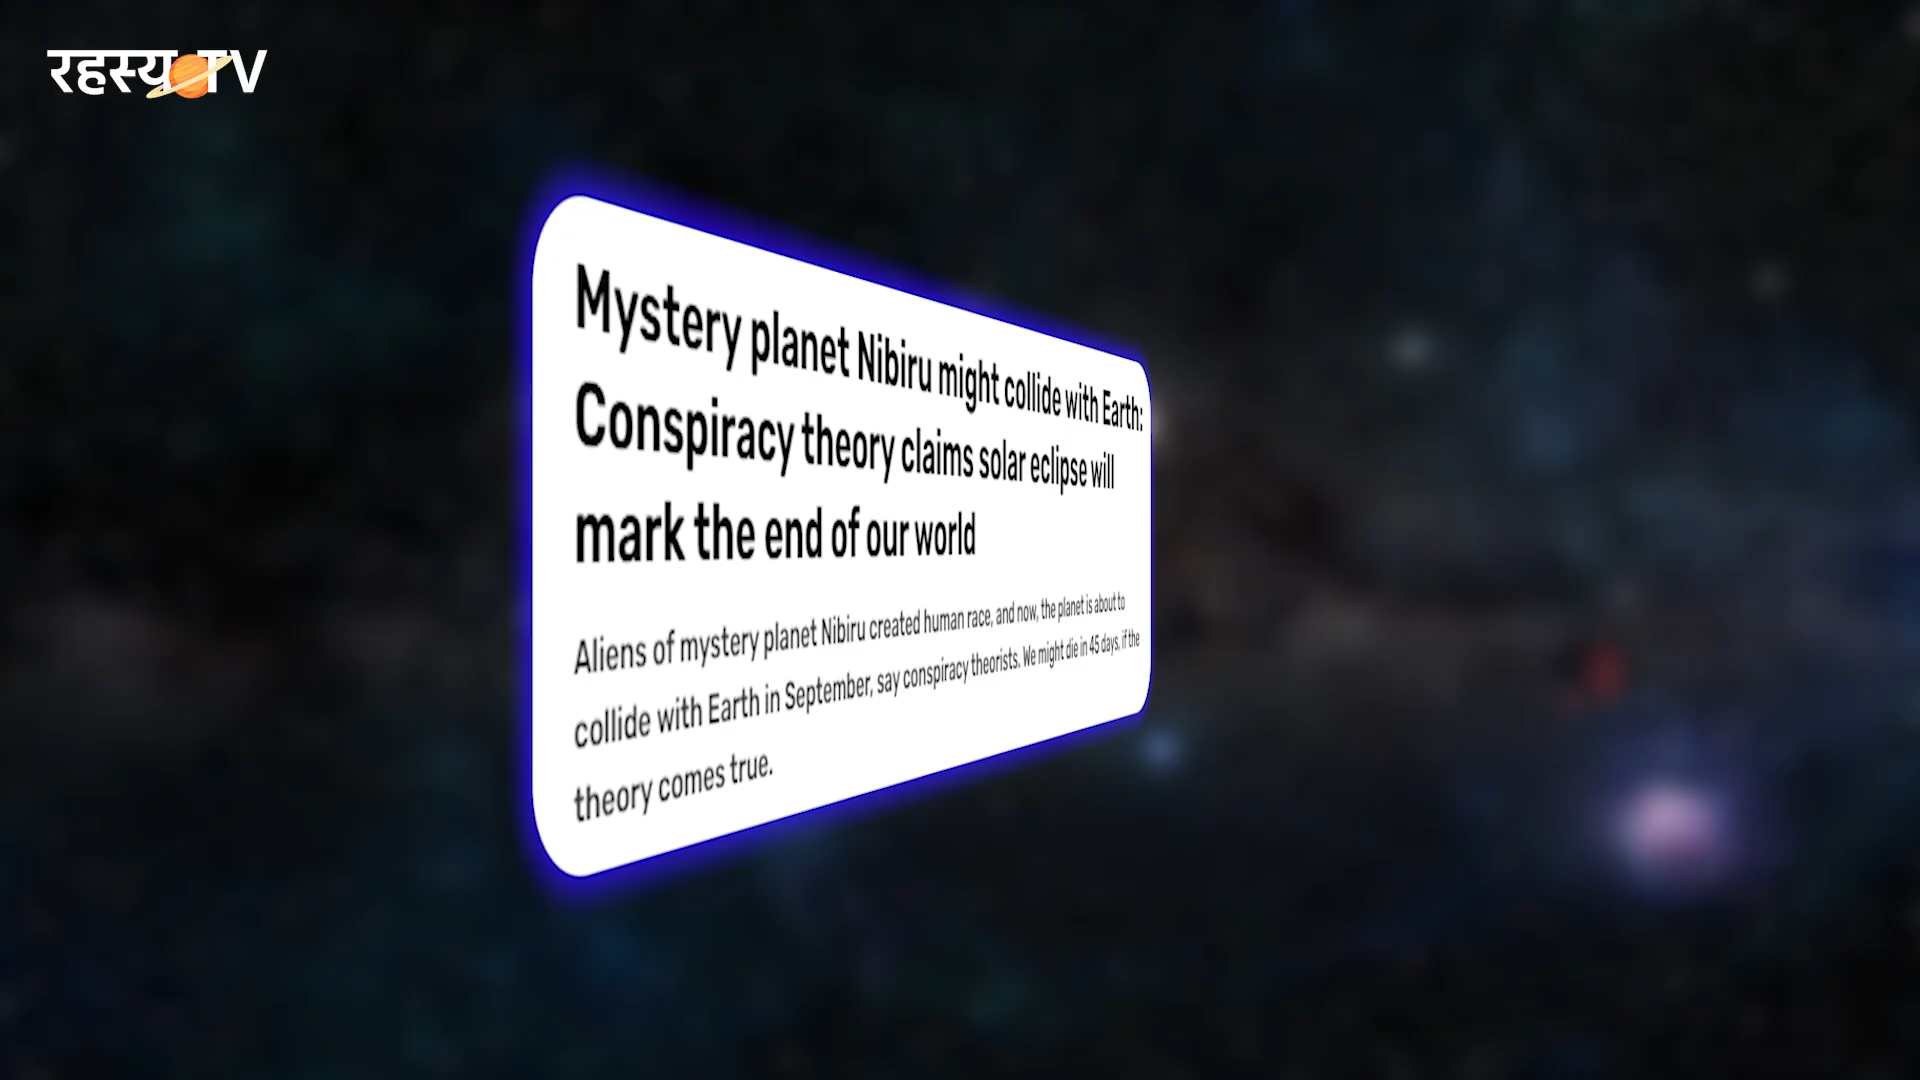 रहस्य TV
Mystery planet Nibiru might collide with Earth:
Conspiracy theory claims solar eclipse will
mark the end of our world
Aliens of mystery planet Nibiru created human race, and now, the planet is about to
collide with Earth in September, say conspiracy theorists. We might die in 45 days, if the
theory comes true.